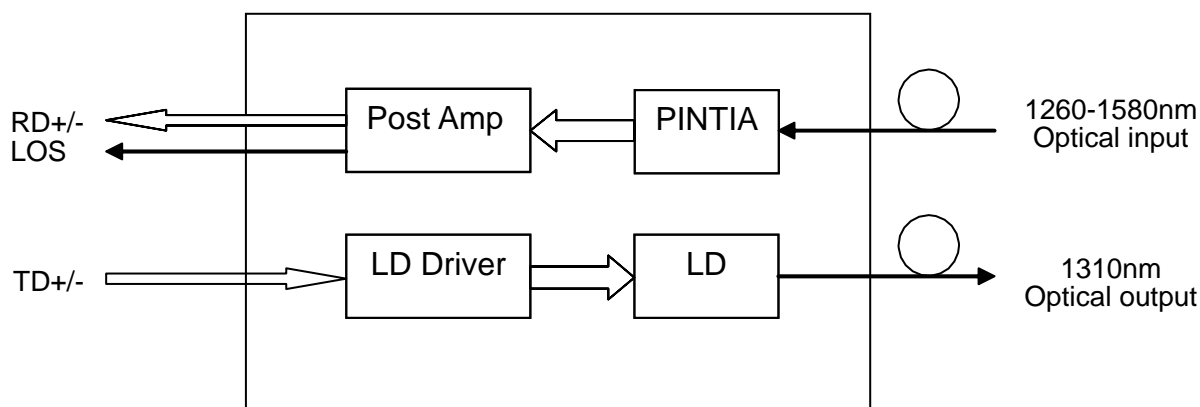 RD+/-
LOS
Post Amp
PINTIA
1260-1580nm
Optical input
TD+/-
LD Driver
LD
1310nm
Optical output